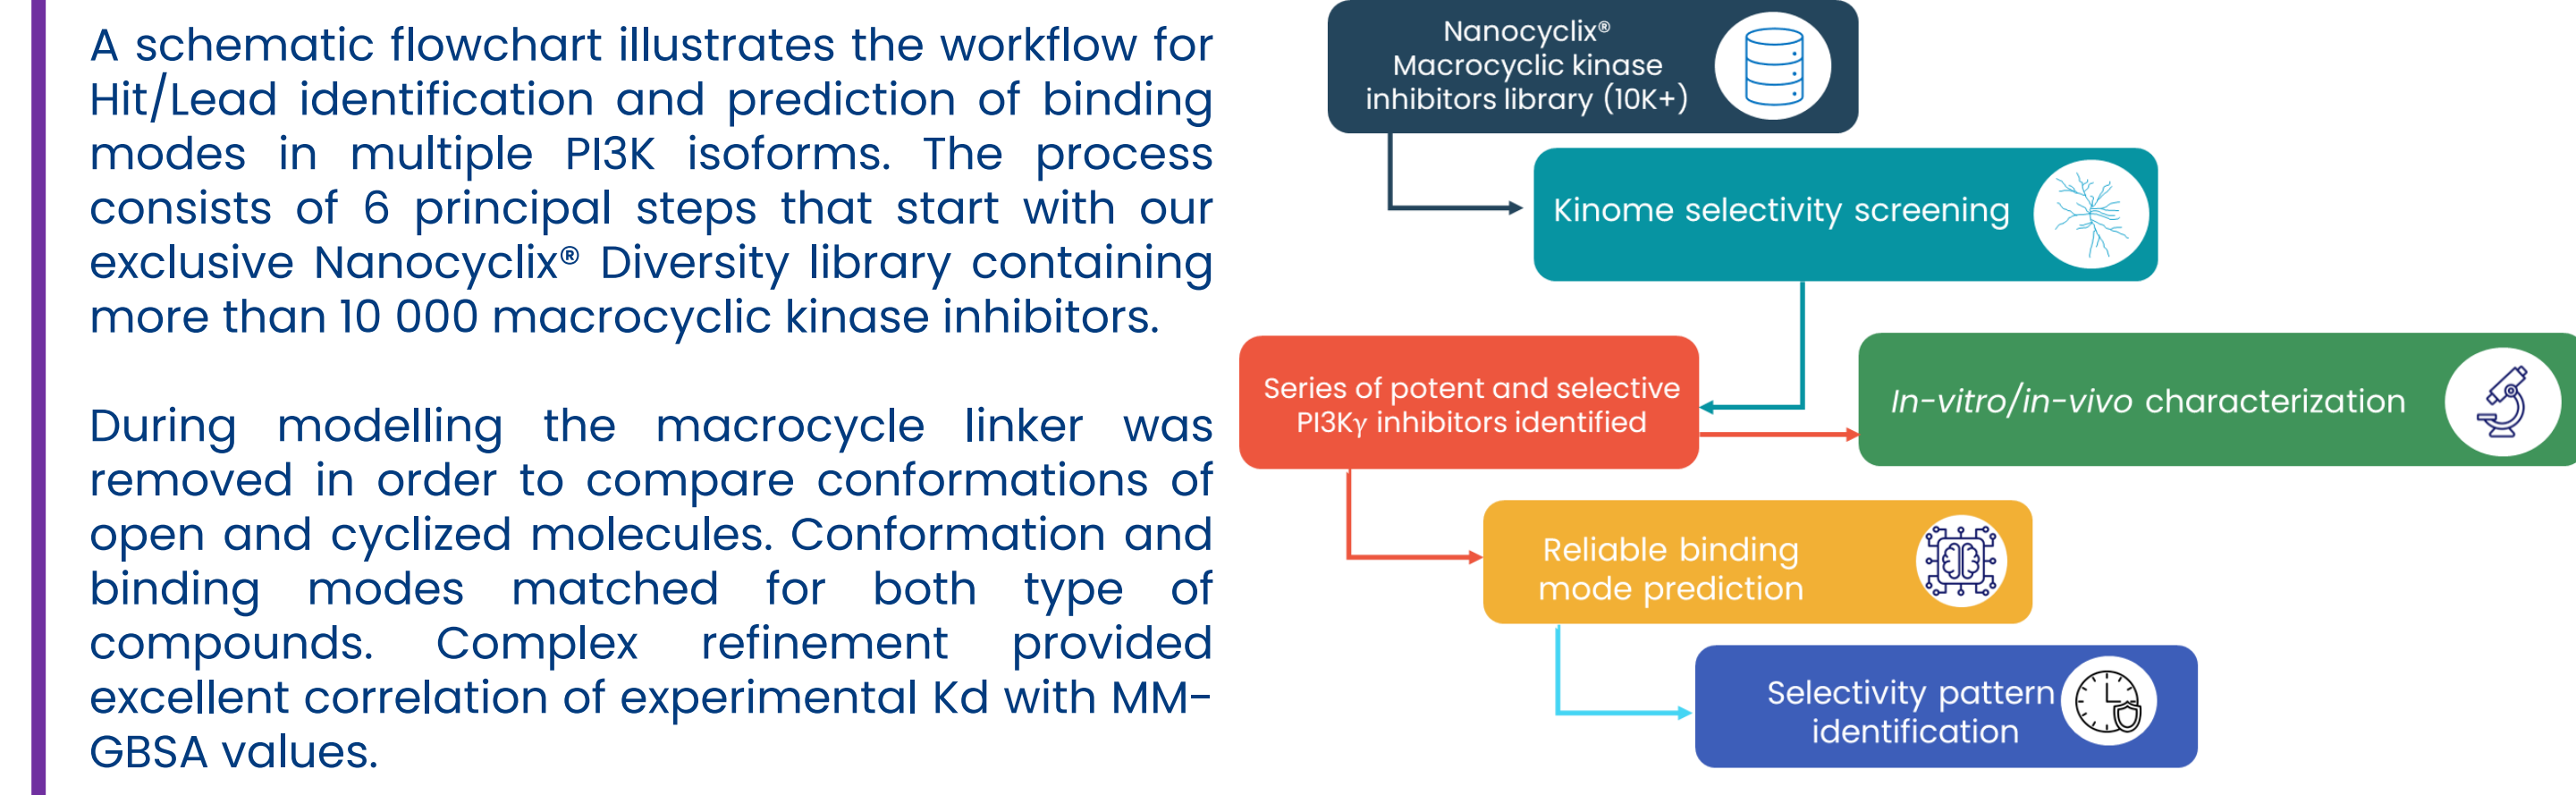 A schematic flowchart illustrates the workflow for
Hit/Lead identification and prediction of binding
modes in multiple PI3K isoforms. The process
consists of 6 principal steps that start with our
exclusive Nanocyclix® Diversity library containing
more than 10 000 macrocyclic kinase inhibitors.
During modelling the macrocycle linker was
removed in order to compare conformations of
open and cyclized molecules. Conformation and
binding modes matched for both type of
compounds. Complex refinement provided
excellent correlation of experimental Kd with MM-
GBSA values.
Nanocyclix®
Macrocyclic kinase
inhibitors library (10K+)
Kinome selectivity screening
Series of potent and selective
PI3Kγ inhibitors identified
In-vitro/in-vivo characterization
Reliable binding
mode prediction
Selectivity pattern
identification